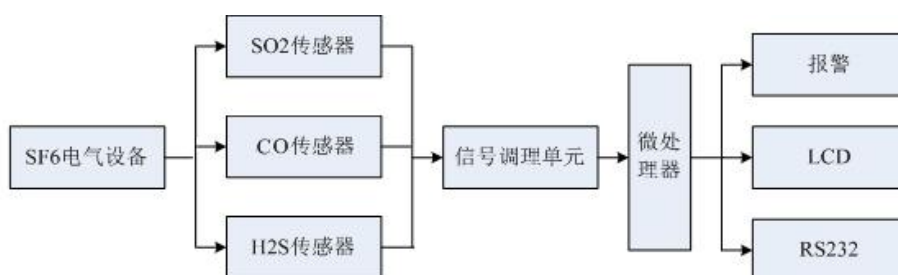 SF6电气设备
SO2传感器
CO传感器
H2S传感器
信号调理单元
微处
理器
报警
LCD
RS232